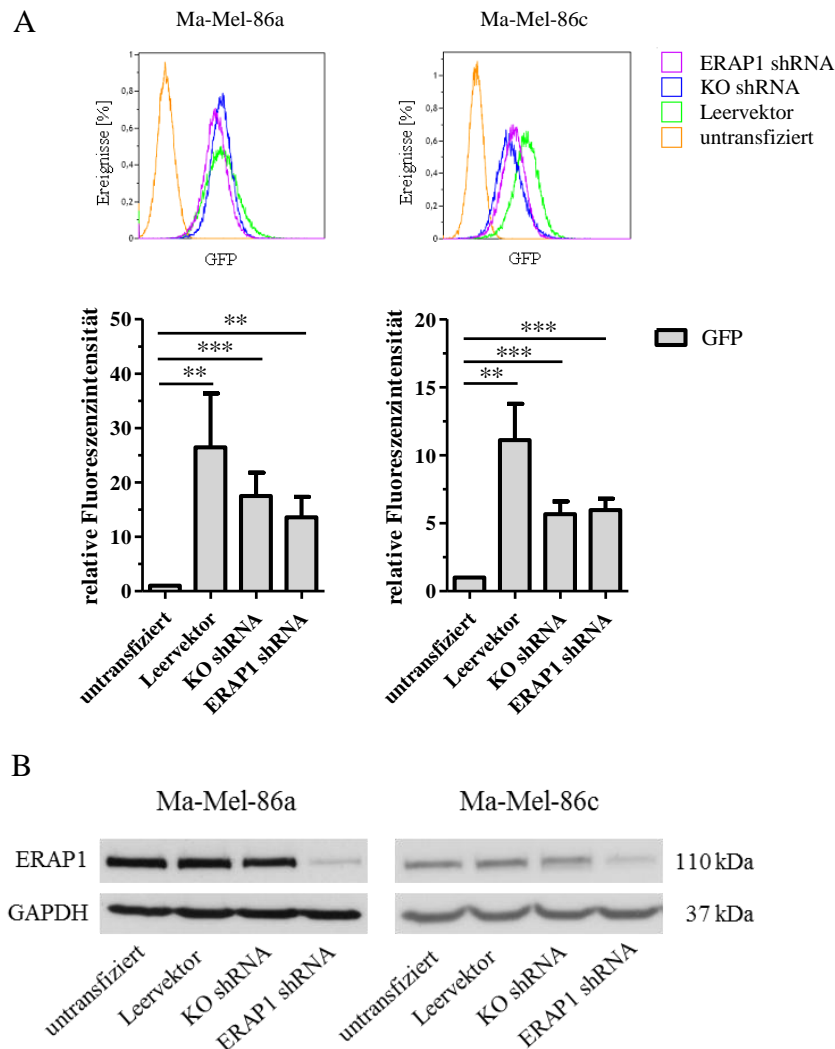 A
Ma-Mel-86a
Ma-Mel-86c
Ereignisse [%]
1
0,8
0,6
0,4
0,2
0
GFP
Ereignisse [%]
1,0
0,8
0,6
0,4
0,2
0
GFP
ERAP1 shRNA
KO shRNA
Leervektor
untransfiziert
relative Fluoreszenzintensität
50
40
30
20
10
0
**
***
**
untransfiziert
Leervektor
KO shRNA
ERAP1 shRNA
relative Fluoreszenzintensität
20
15
10
5
0
***
***
**
untransfiziert
Leervektor
KO shRNA
ERAP1 shRNA
GFP
B
Ma-Mel-86a
Ma-Mel-86c
ERAP1
110 kDa
GAPDH
37 kDa
untransfiziert
Leervektor
KO shRNA
ERAP1 shRNA
untransfiziert
Leervektor
KO shRNA
ERAP1 shRNA